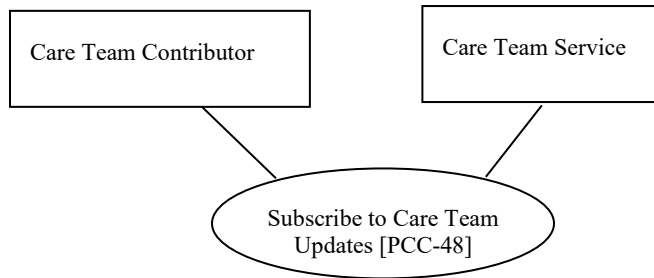 Care Team Contributor
Care Team Service
Subscribe to Care Team
Updates [PCC-48]